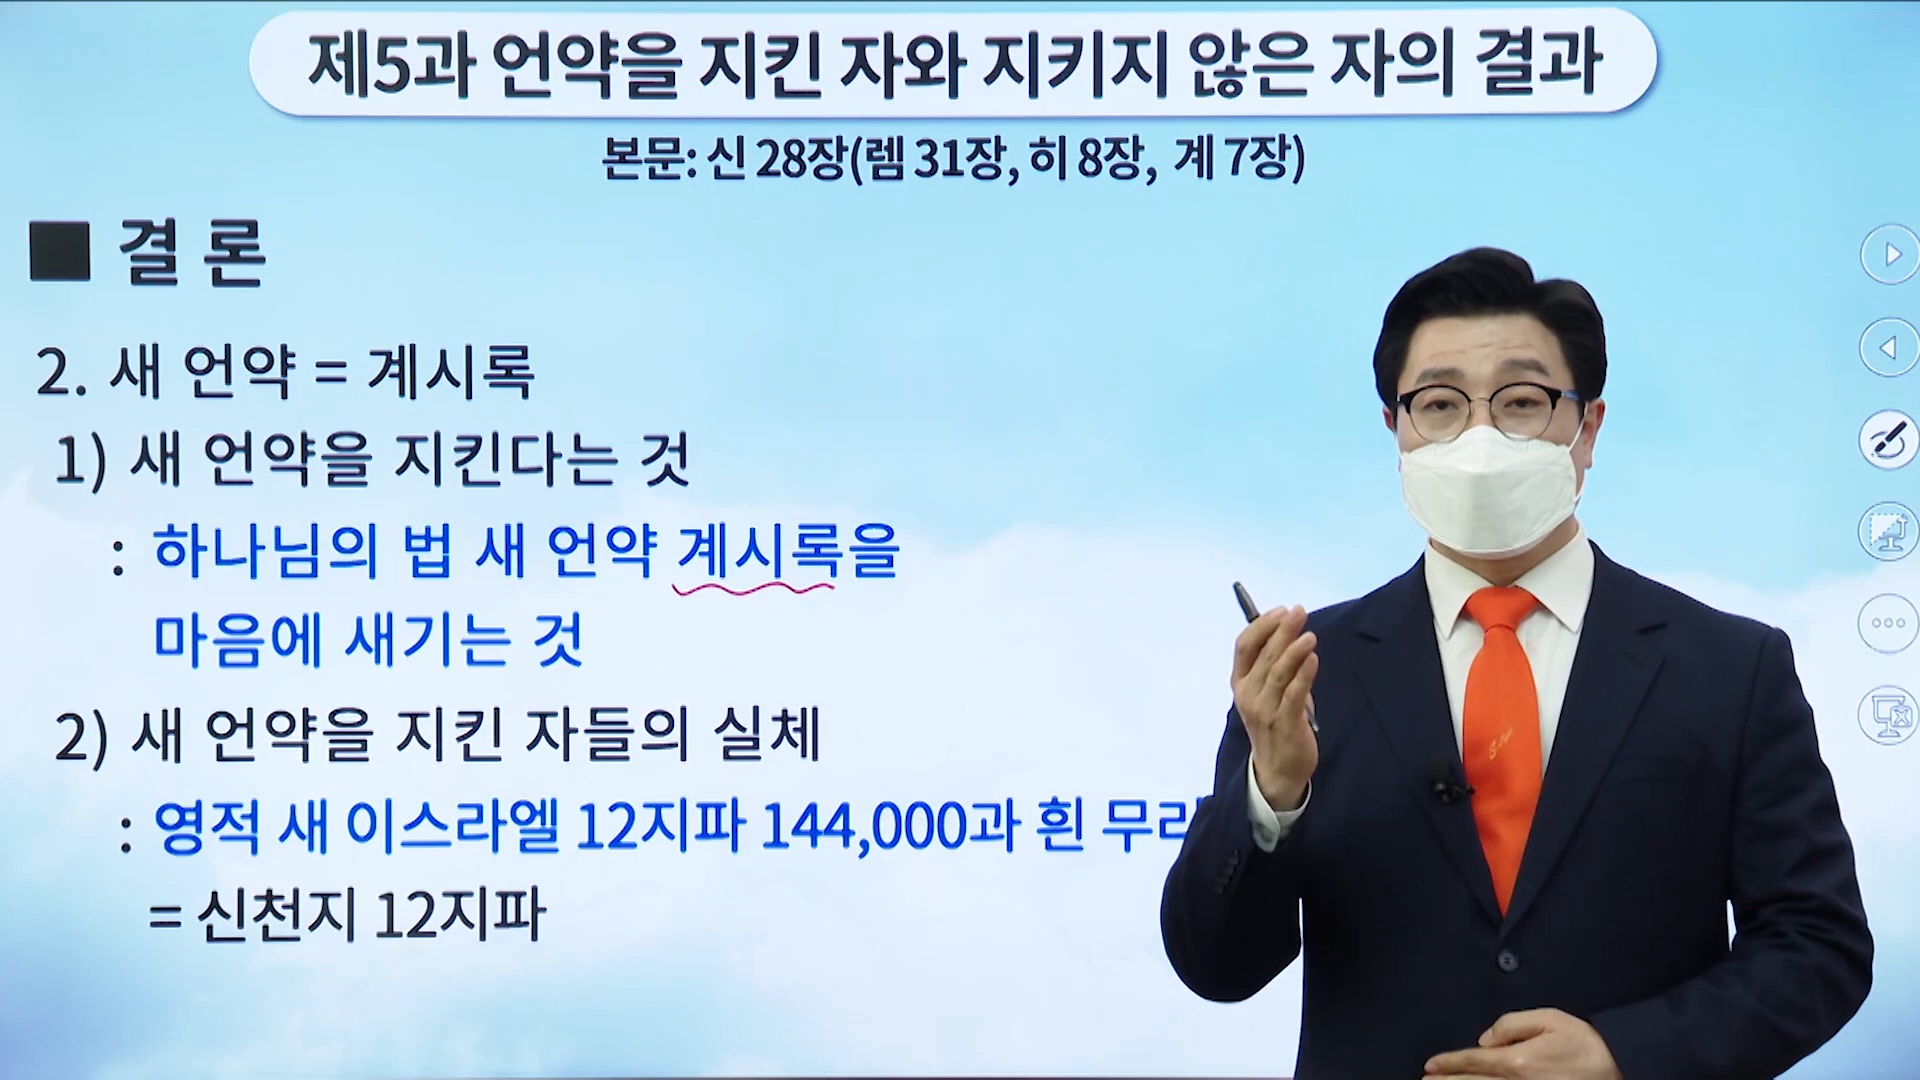 제5과 언약을 지킨 자와 지키지 않은 자의 결과
본문: 신 28장(렘 31장, 히 8장, 계 7장)
■ 결 론
2. 새 언약 = 계시록
1) 새 언약을 지킨다는 것
: 하나님의 법 새 언약 계시록을
마음에 새기는 것
2) 새 언약을 지킨 자들의 실체
: 영적 새 이스라엘 12지파 144,000과 흰 무리
= 신천지 12지파